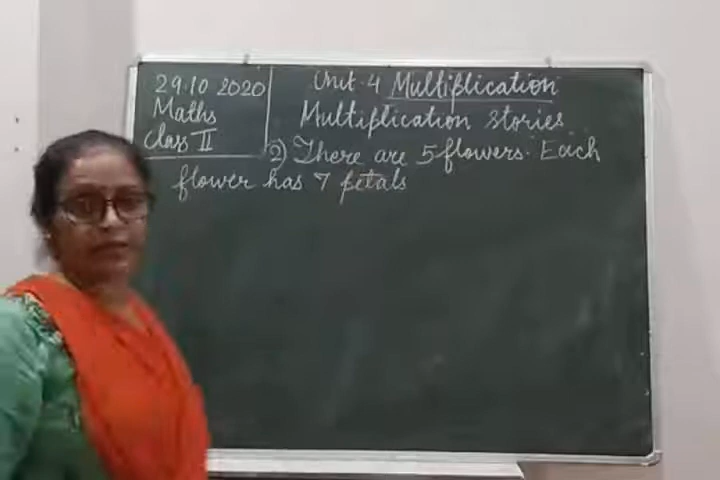 29.10 2020
Maths
Class II
Unit-4 Multiplication
Multiplication stories
2) There are 5 flowers. Each
flower has 7 petals